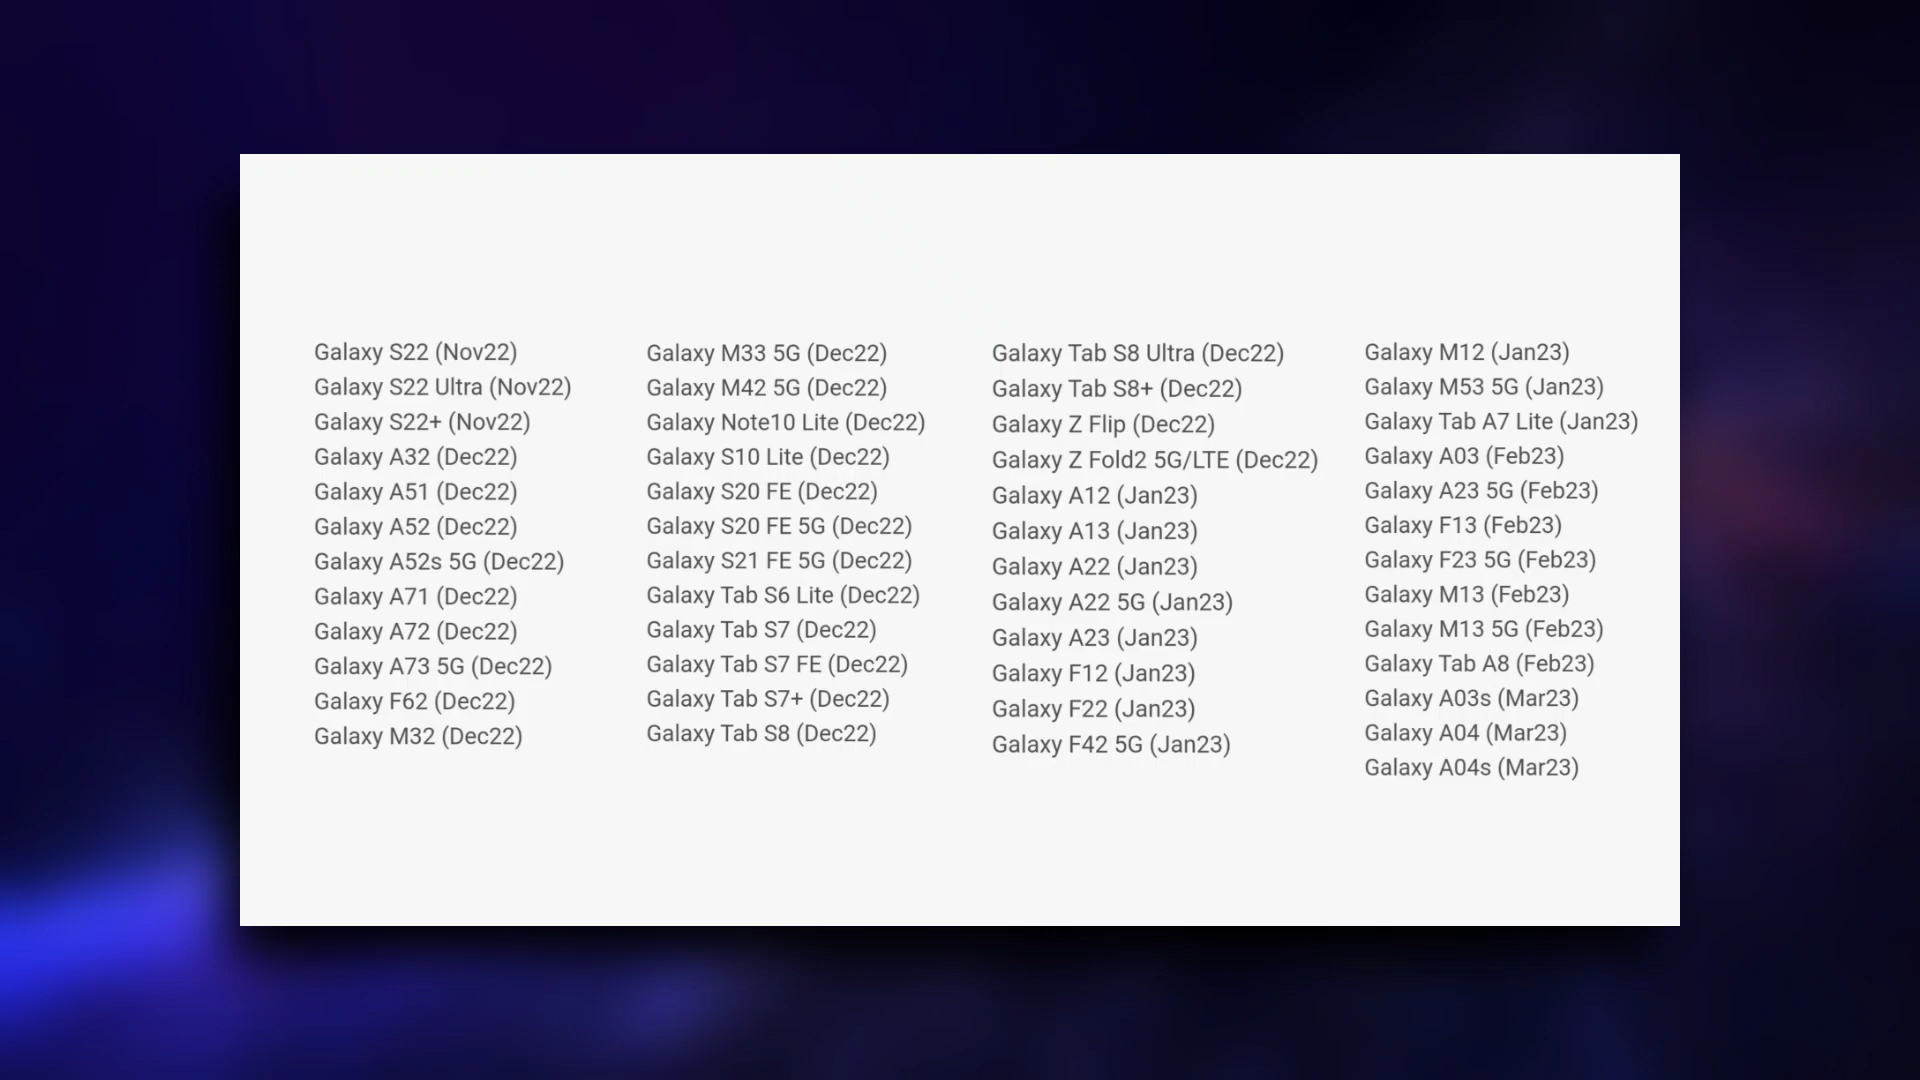 Galaxy S22 (Nov22)
Galaxy S22 Ultra (Nov22)
Galaxy S22+ (Nov22)
Galaxy A32 (Dec22)
Galaxy A51 (Dec22)
Galaxy A52 (Dec22)
Galaxy A52s 5G (Dec22)
Galaxy A71 (Dec22)
Galaxy A72 (Dec22)
Galaxy A73 5G (Dec22)
Galaxy F62 (Dec22)
Galaxy M32 (Dec22)
Galaxy M33 5G (Dec22)
Galaxy M42 5G (Dec22)
Galaxy Note10 Lite (Dec22)
Galaxy S10 Lite (Dec22)
Galaxy S20 FE (Dec22)
Galaxy S20 FE 5G (Dec22)
Galaxy S21 FE 5G (Dec22)
Galaxy Tab S6 Lite (Dec22)
Galaxy Tab S7 (Dec22)
Galaxy Tab S7 FE (Dec22)
Galaxy Tab S7+ (Dec22)
Galaxy Tab S8 (Dec22)
Galaxy Tab S8 Ultra (Dec22)
Galaxy Tab S8+ (Dec22)
Galaxy Z Flip (Dec22)
Galaxy Z Fold2 5G/LTE (Dec22)
Galaxy A12 (Jan23)
Galaxy A13 (Jan23)
Galaxy A22 (Jan23)
Galaxy A22 5G (Jan23)
Galaxy A23 (Jan23)
Galaxy F12 (Jan23)
Galaxy F22 (Jan23)
Galaxy F42 5G (Jan23)
Galaxy M12 (Jan23)
Galaxy M53 5G (Jan23)
Galaxy Tab A7 Lite (Jan23)
Galaxy A03 (Feb23)
Galaxy A23 5G (Feb23)
Galaxy F13 (Feb23)
Galaxy F23 5G (Feb23)
Galaxy M13 (Feb23)
Galaxy M13 5G (Feb23)
Galaxy Tab A8 (Feb23)
Galaxy A03s (Mar23)
Galaxy A04 (Mar23)
Galaxy A04s (Mar23)